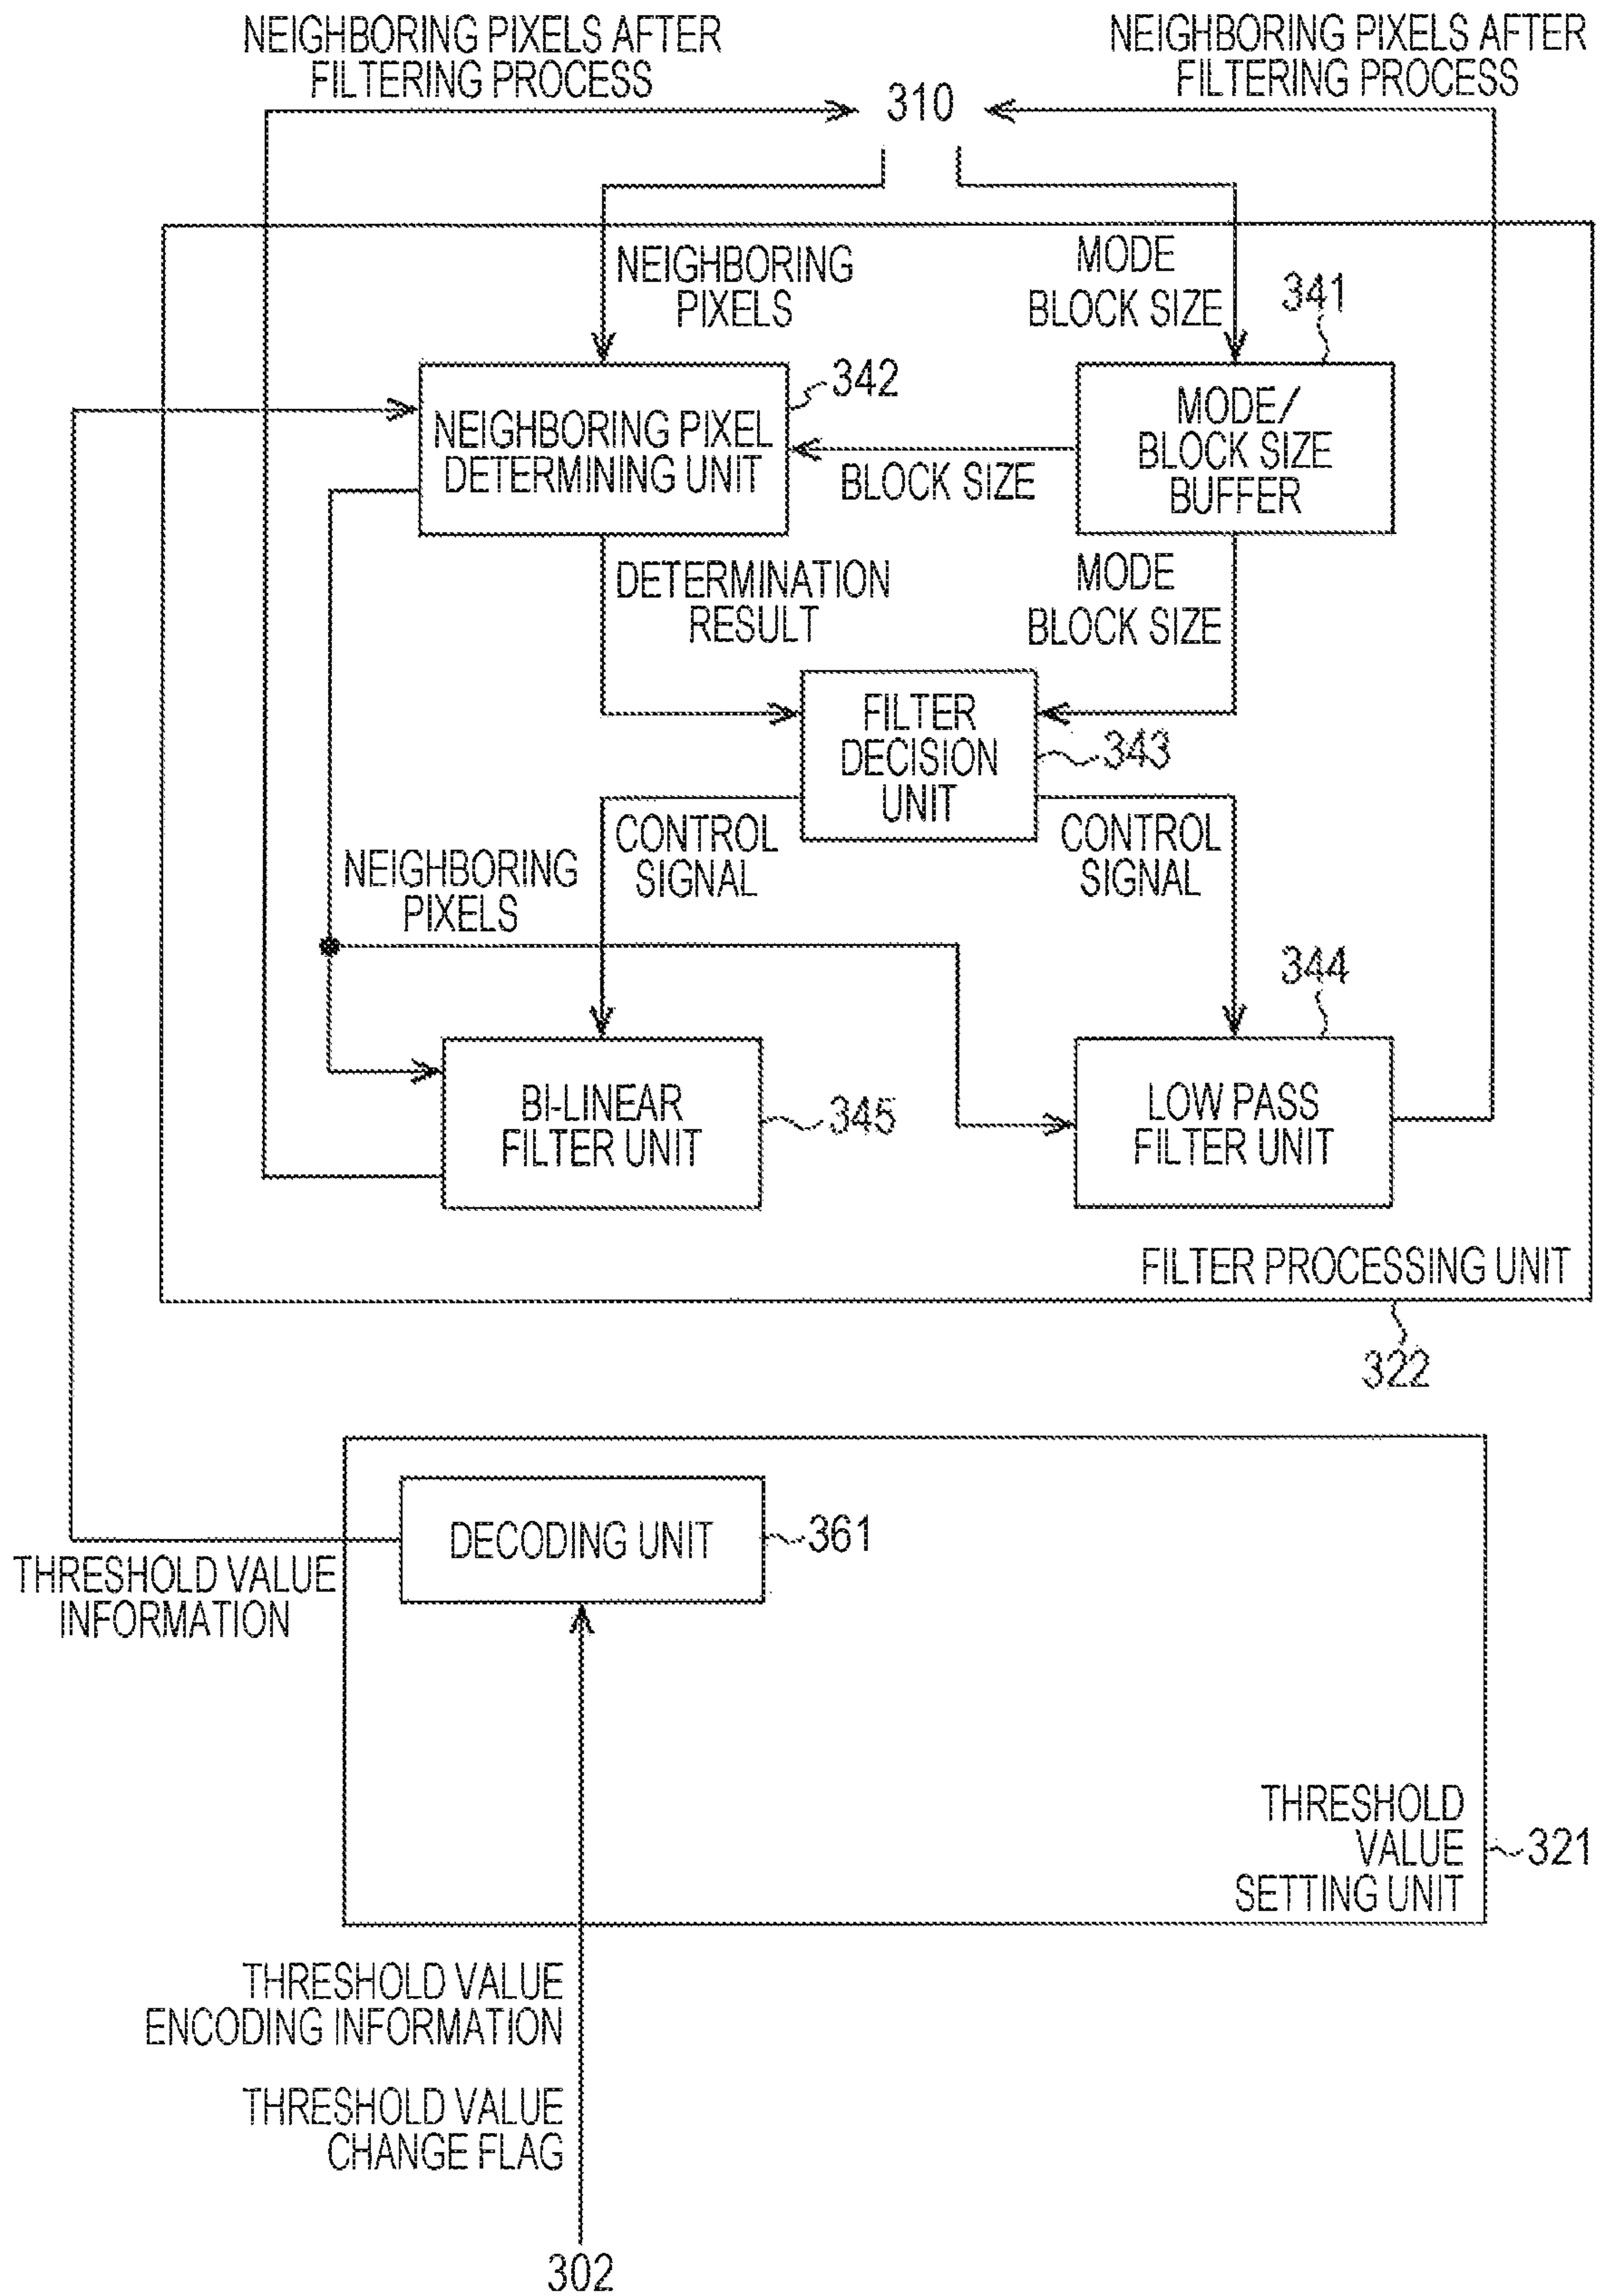 NEIGHBORING PIXELS AFTER
FILTERING PROCESS
NEIGHBORING PIXELS AFTER
FILTERING PROCESS
310
NEIGHBORING
PIXELS
MODE
BLOCK SIZE
341
342
NEIGHBORING PIXEL
DETERMINING UNIT
BLOCK SIZE
MODE/
BLOCK SIZE
BUFFER
DETERMINATION
RESULT
MODE
BLOCK SIZE
FILTER
DECISION
UNIT
343
CONTROL
SIGNAL
CONTROL
SIGNAL
NEIGHBORING
PIXELS
344
BI-LINEAR
FILTER UNIT
345
LOW PASS
FILTER UNIT
FILTER PROCESSING UNIT
322
DECODING UNIT
361
THRESHOLD VALUE
INFORMATION
THRESHOLD
VALUE
SETTING UNIT
321
THRESHOLD VALUE
ENCODING INFORMATION
THRESHOLD VALUE
CHANGE FLAG
302